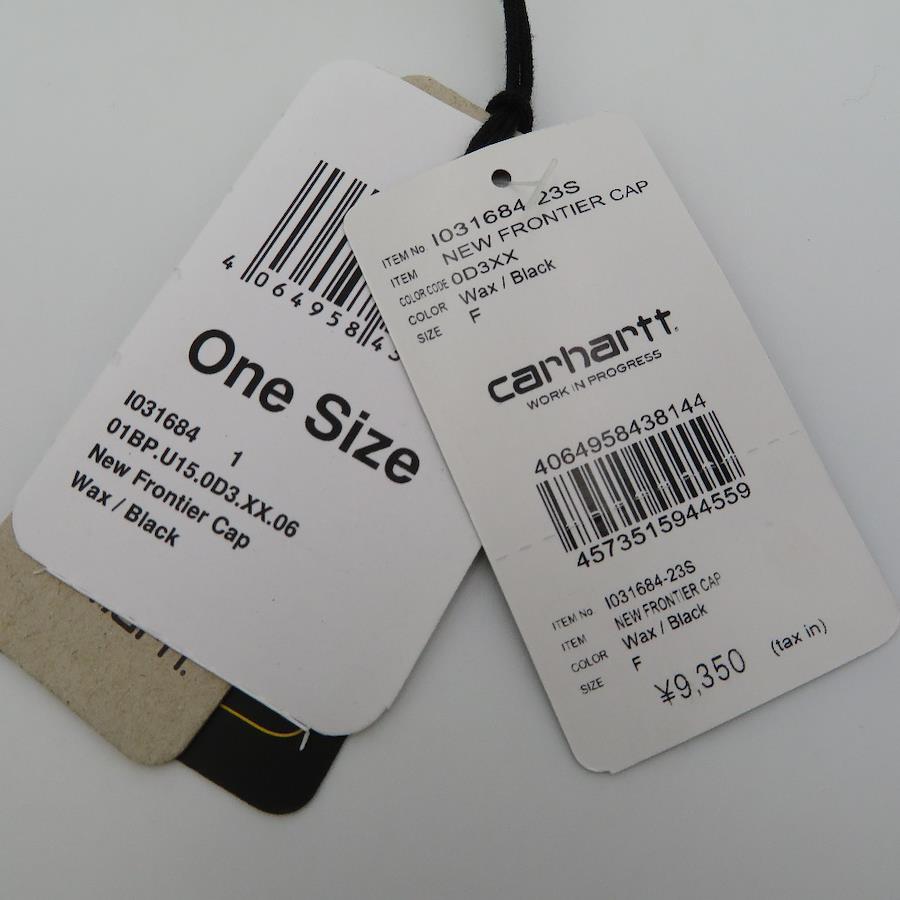 4 064958 43
One Size
I031684 1
01BP.U15.0D3.XX.06
New Frontier Cap
Wax / Black
ITEM No I031684-23S
ITEM NEW FRONTIER CAP
COLOR CODE 0D3XX
COLOR Wax / Black
SIZE F
carhartt.
WORK IN PROGRESS
4064958438144
4573515944559
ITEM No I031684-23S
ITEM NEW FRONTIER CAP
COLOR Wax / Black
SIZE F
¥9,350 (tax in)